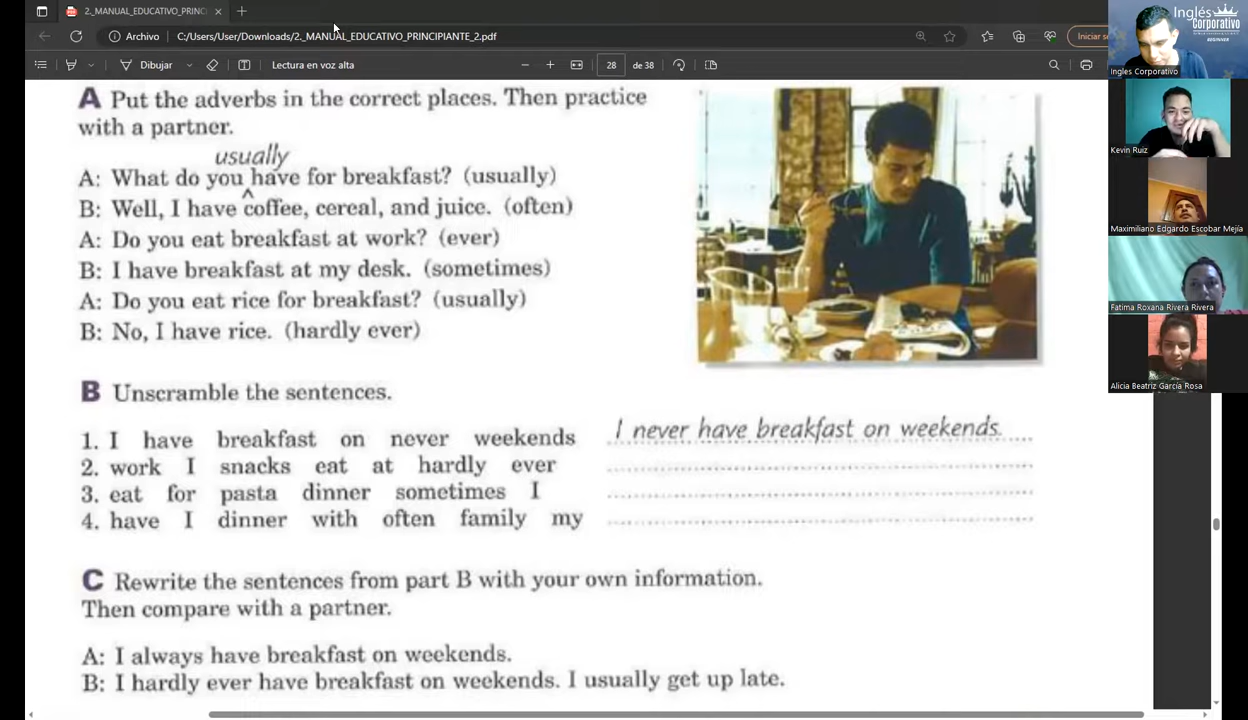 2._MANUAL_EDUCATIVO_PRINCI
Archivo C:/Users/User/Downloads/2._MANUAL_EDUCATIVO_PRINCIPIANTE_2.pdf Iniciar se
Dibujar Lectura en voz alta 28 de 38
A Put the adverbs in the correct places. Then practice
with a partner.
usually
A: What do you have for breakfast? (usually)
B: Well, I have coffee, cereal, and juice. (often)
A: Do you eat breakfast at work? (ever)
B: I have breakfast at my desk. (sometimes)
A: Do you eat rice for breakfast? (usually)
B: No, I have rice. (hardly ever)
B Unscramble the sentences.
1. I have breakfast on never weekends I never have breakfast on weekends.
2. work I snacks eat at hardly ever
3. eat for pasta dinner sometimes I
4. have I dinner with often family my
C Rewrite the sentences from part B with your own information.
Then compare with a partner.
A: I always have breakfast on weekends.
B: I hardly ever have breakfast on weekends. I usually get up late.
Inglés
Corporativo
BEGINNER
Ingles Corporativo
Kevin Ruiz
Maximiliano Edgardo Escobar Mejía
Fatima Roxana Rivera Rivera
Alicia Beatriz García Rosa